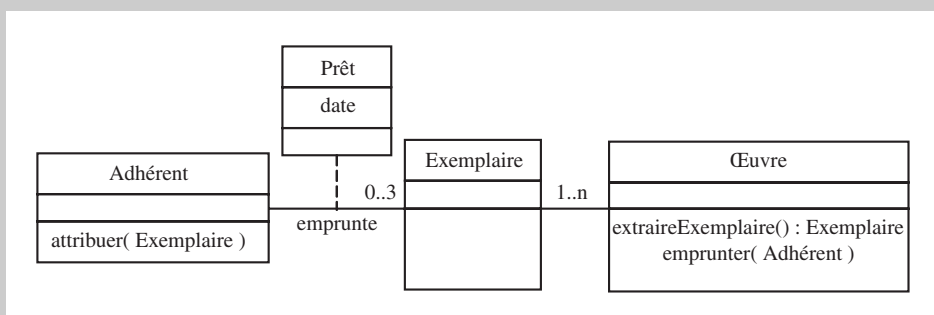 Prêt
date
Adhérent
attribuer( Exemplaire )
emprunte
0..3
Exemplaire
1..n
Œuvre
extraireExemplaire() : Exemplaire
emprunter( Adhérent )